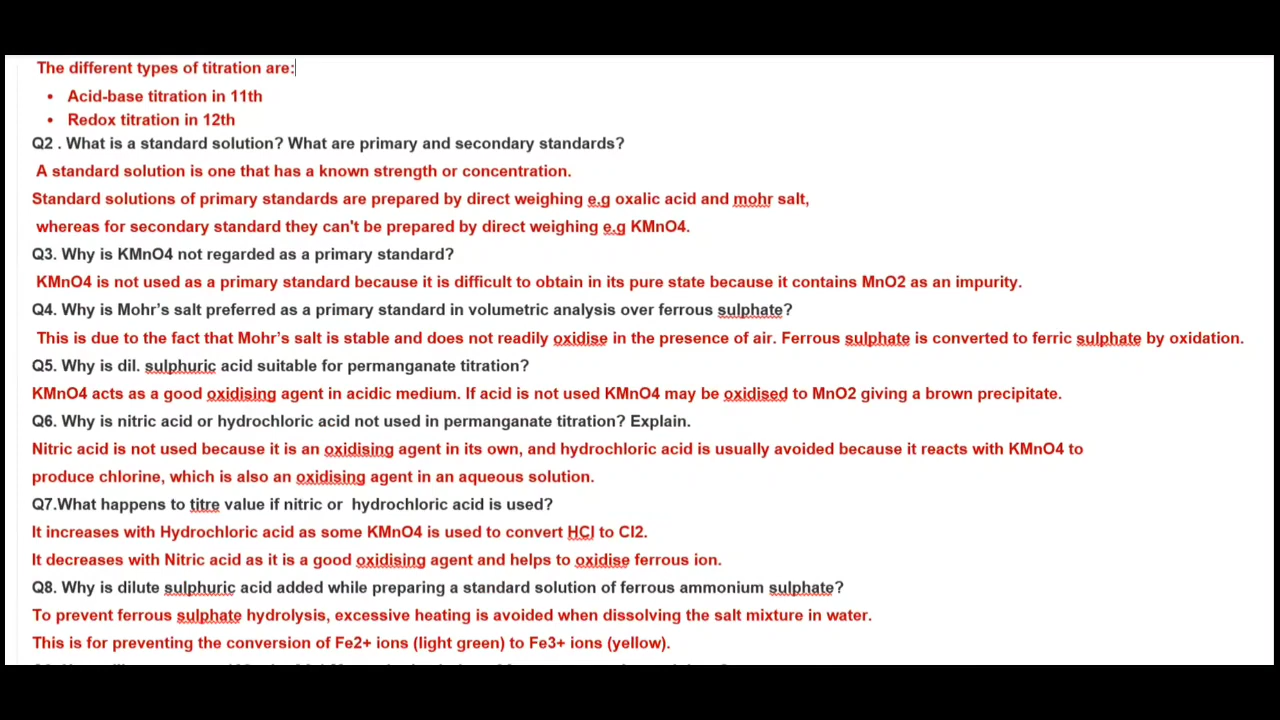 The different types of titration are:
• Acid-base titration in 11th
• Redox titration in 12th
Q2 . What is a standard solution? What are primary and secondary standards?
A standard solution is one that has a known strength or concentration.
Standard solutions of primary standards are prepared by direct weighing e.g oxalic acid and mohr salt,
whereas for secondary standard they can't be prepared by direct weighing e.g KMnO4.
Q3. Why is KMnO4 not regarded as a primary standard?
KMnO4 is not used as a primary standard because it is difficult to obtain in its pure state because it contains MnO2 as an impurity.
Q4. Why is Mohr’s salt preferred as a primary standard in volumetric analysis over ferrous sulphate?
This is due to the fact that Mohr’s salt is stable and does not readily oxidise in the presence of air. Ferrous sulphate is converted to ferric sulphate by oxidation.
Q5. Why is dil. sulphuric acid suitable for permanganate titration?
KMnO4 acts as a good oxidising agent in acidic medium. If acid is not used KMnO4 may be oxidised to MnO2 giving a brown precipitate.
Q6. Why is nitric acid or hydrochloric acid not used in permanganate titration? Explain.
Nitric acid is not used because it is an oxidising agent in its own, and hydrochloric acid is usually avoided because it reacts with KMnO4 to
produce chlorine, which is also an oxidising agent in an aqueous solution.
Q7.What happens to titre value if nitric or  hydrochloric acid is used?
It increases with Hydrochloric acid as some KMnO4 is used to convert HCl to Cl2.
It decreases with Nitric acid as it is a good oxidising agent and helps to oxidise ferrous ion.
Q8. Why is dilute sulphuric acid added while preparing a standard solution of ferrous ammonium sulphate?
To prevent ferrous sulphate hydrolysis, excessive heating is avoided when dissolving the salt mixture in water.
This is for preventing the conversion of Fe2+ ions (light green) to Fe3+ ions (yellow).